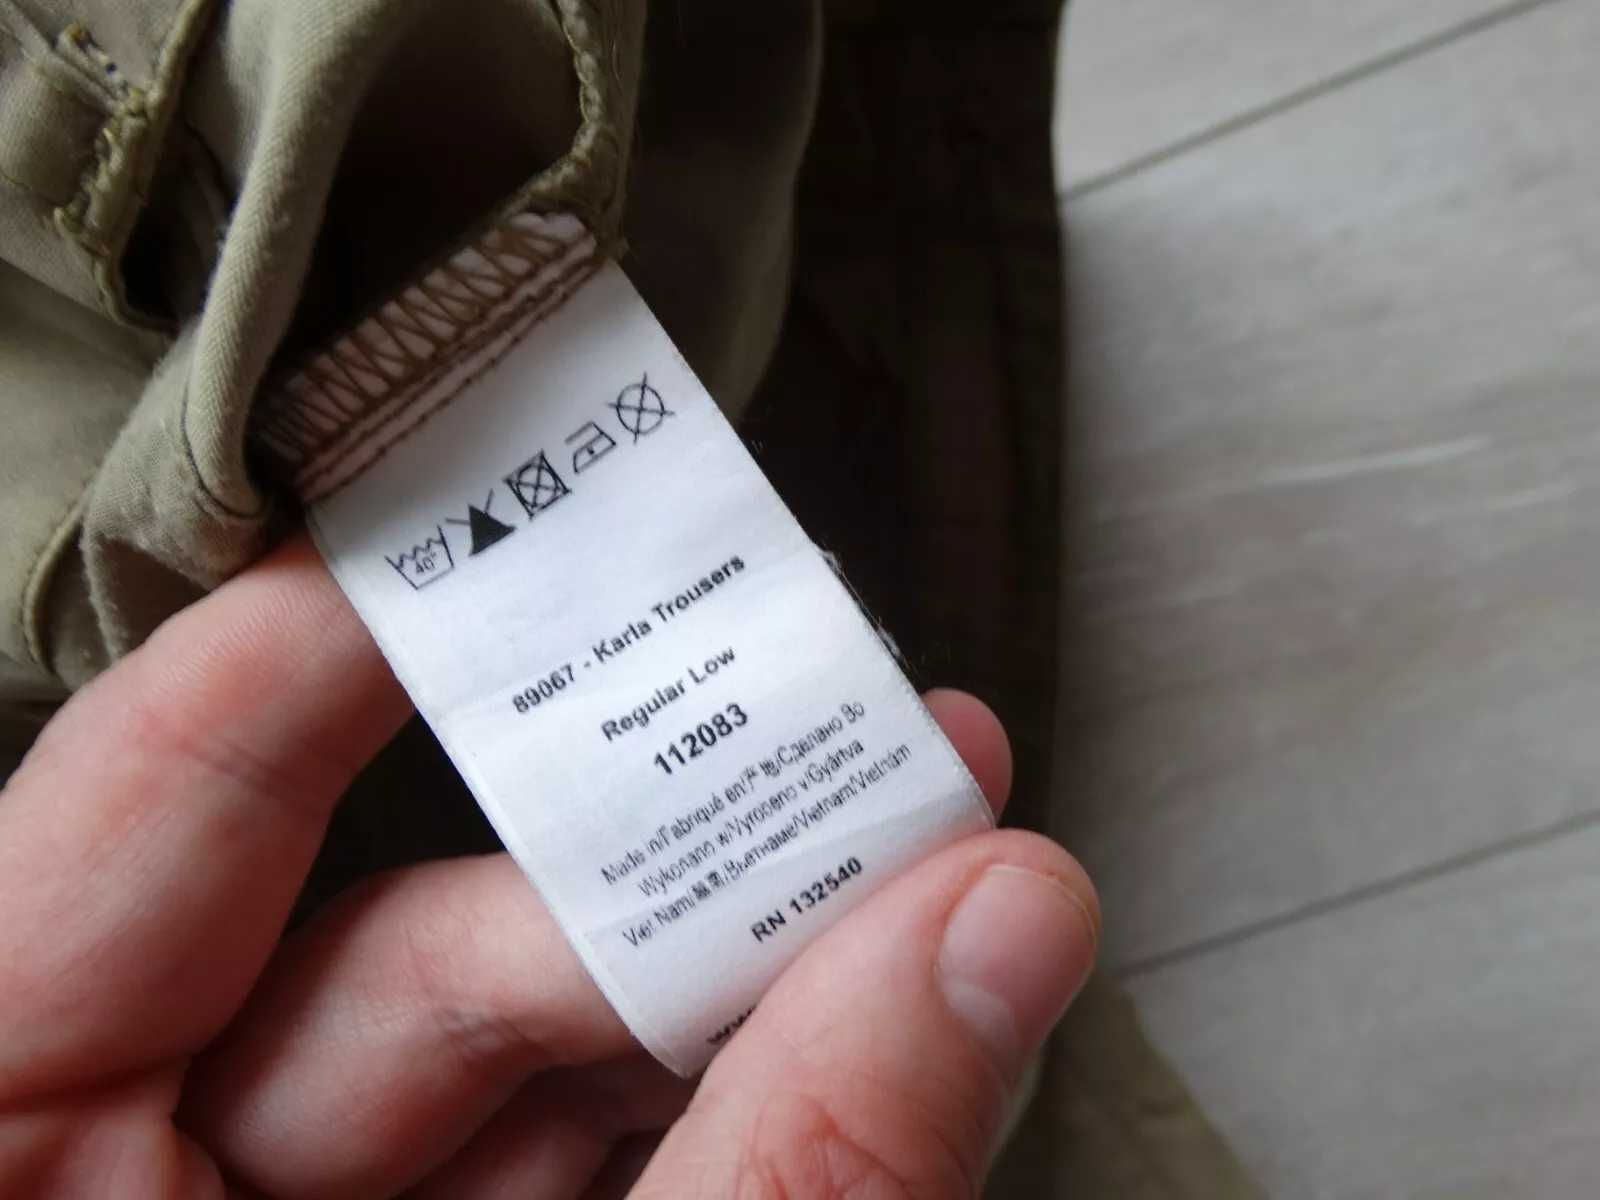 40°
89067 - Karla Trousers
Regular Low
112083
Made in/Fabriqué en/产地/Сделано Во
Wykonano w/Vyrobeno v/Gyártva
Viet Nam/越南/Вьетнаме/Vietnam/Vietnám
RN 132540